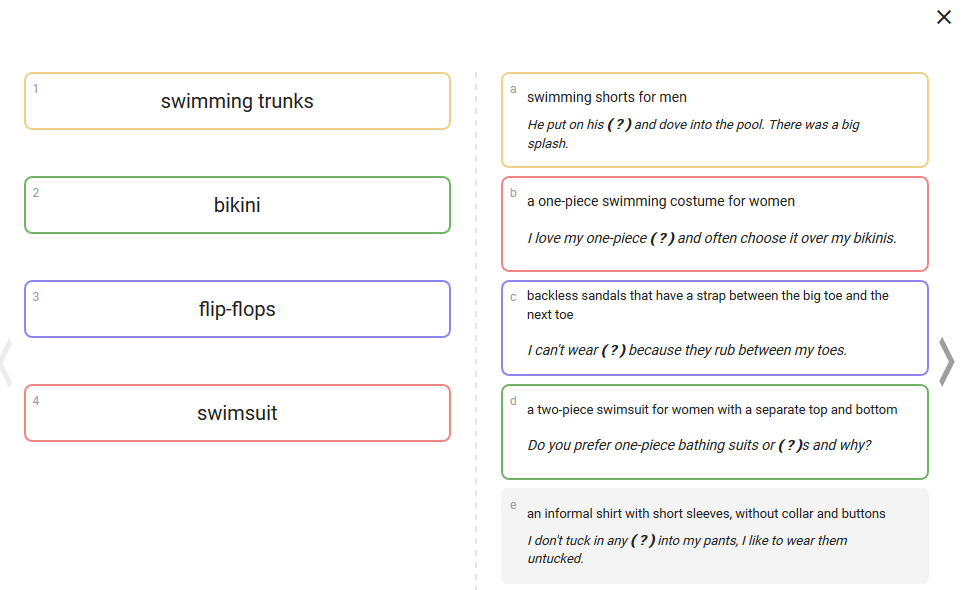 1
swimming trunks
2
bikini
3
flip-flops
4
swimsuit
a
swimming shorts for men
He put on his ( ? ) and dove into the pool. There was a big
splash.
b
a one-piece swimming costume for women
I love my one-piece ( ? ) and often choose it over my bikinis.
c
backless sandals that have a strap between the big toe and the
next toe
I can't wear ( ? ) because they rub between my toes.
d
a two-piece swimsuit for women with a separate top and bottom
Do you prefer one-piece bathing suits or ( ? )s and why?
e
an informal shirt with short sleeves, without collar and buttons
I don't tuck in any ( ? ) into my pants, I like to wear them
untucked.